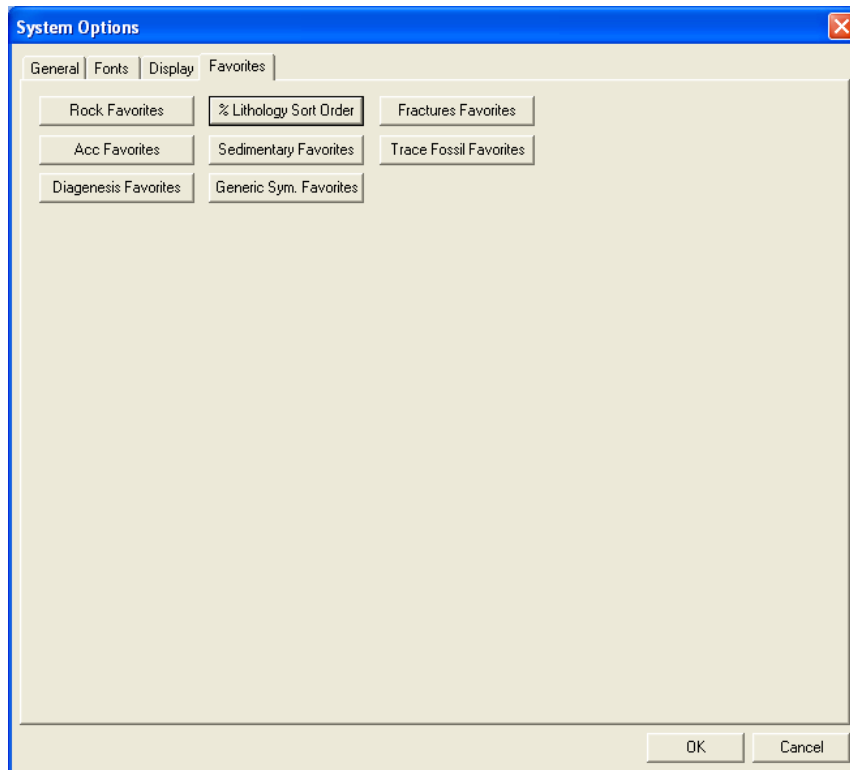 System Options
General Fonts Display Favorites
Rock Favorites % Lithology Sort Order Fractures Favorites
Acc Favorites Sedimentary Favorites Trace Fossil Favorites
Diagenesis Favorites Generic Sym. Favorites
OK Cancel